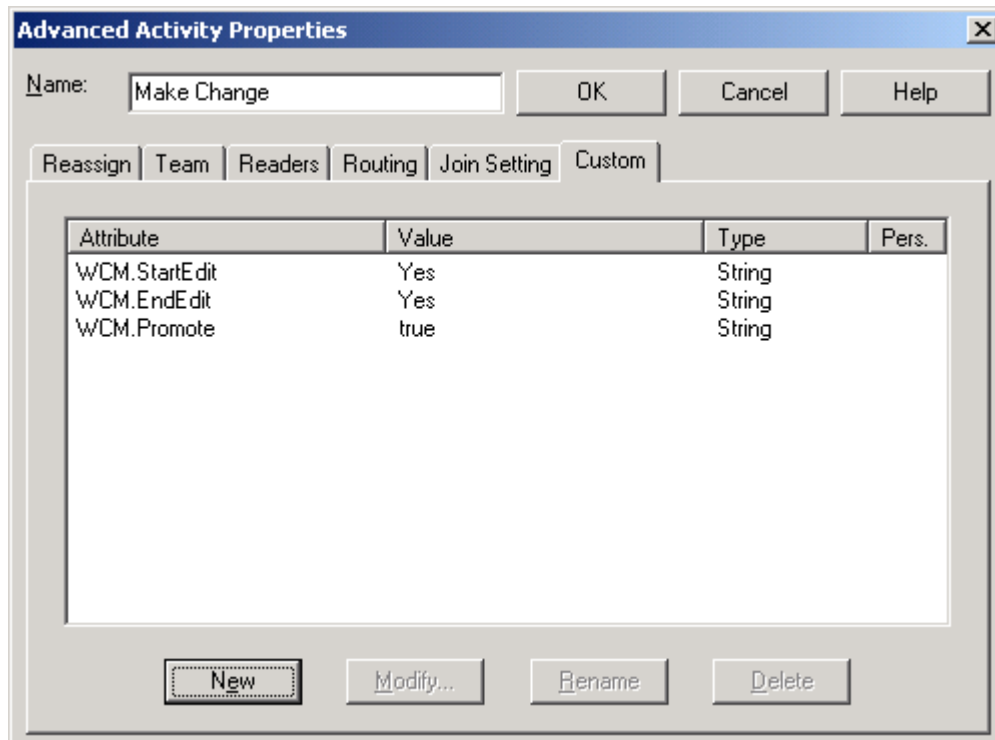 Advanced Activity Properties
Name: Make Change OK Cancel Help
Reassign Team Readers Routing Join Setting Custom
Attribute Value Type Pers.
WCM.StartEdit Yes String
WCM.EndEdit Yes String
WCM.Promote true String
New Modify... Rename Delete